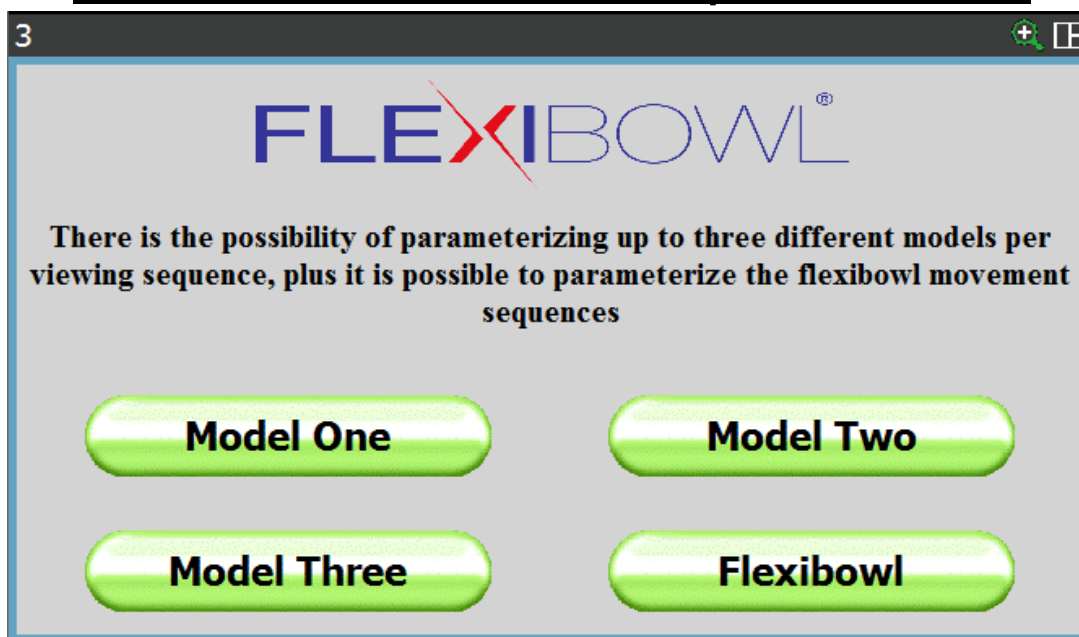 3
FLEXIBOWL®
There is the possibility of parameterizing up to three different models per
viewing sequence, plus it is possible to parameterize the flexibowl movement
sequences
Model One
Model Two
Model Three
Flexibowl